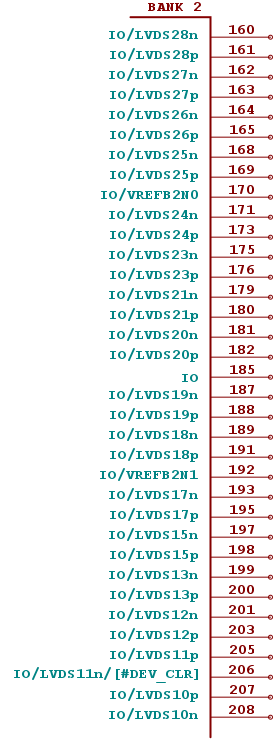 BANK 2
IO/LVDS28n 160
IO/LVDS28p 161
IO/LVDS27n 162
IO/LVDS27p 163
IO/LVDS26n 164
IO/LVDS26p 165
IO/LVDS25n 168
IO/LVDS25p 169
IO/VREFB2N0 170
IO/LVDS24n 171
IO/LVDS24p 173
IO/LVDS23n 175
IO/LVDS23p 176
IO/LVDS21n 179
IO/LVDS21p 180
IO/LVDS20n 181
IO/LVDS20p 182
IO 185
IO/LVDS19n 187
IO/LVDS19p 188
IO/LVDS18n 189
IO/LVDS18p 191
IO/VREFB2N1 192
IO/LVDS17n 193
IO/LVDS17p 195
IO/LVDS15n 197
IO/LVDS15p 198
IO/LVDS13n 199
IO/LVDS13p 200
IO/LVDS12n 201
IO/LVDS12p 203
IO/LVDS11p 205
IO/LVDS11n/[#DEV_CLR] 206
IO/LVDS10p 207
IO/LVDS10n 208